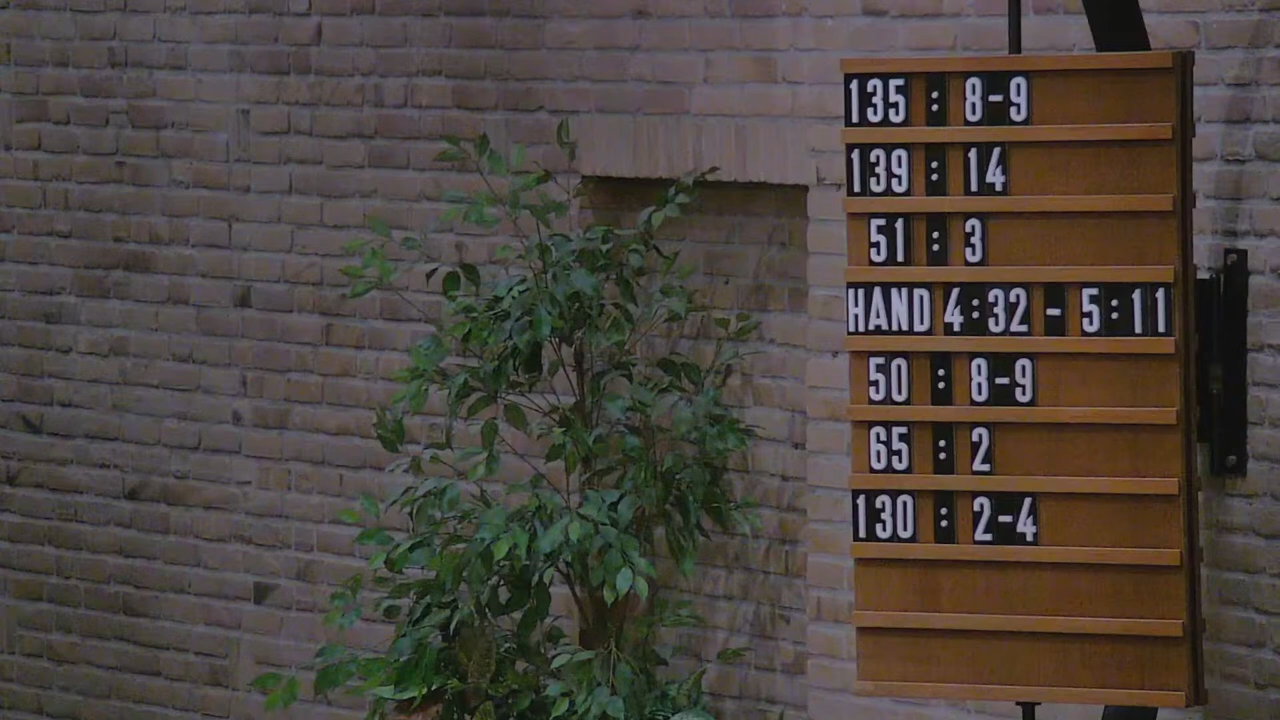 135 : 8-9
139 : 14
51 : 3
HAND 4:32 - 5:11
50 : 8-9
65 : 2
130 : 2-4